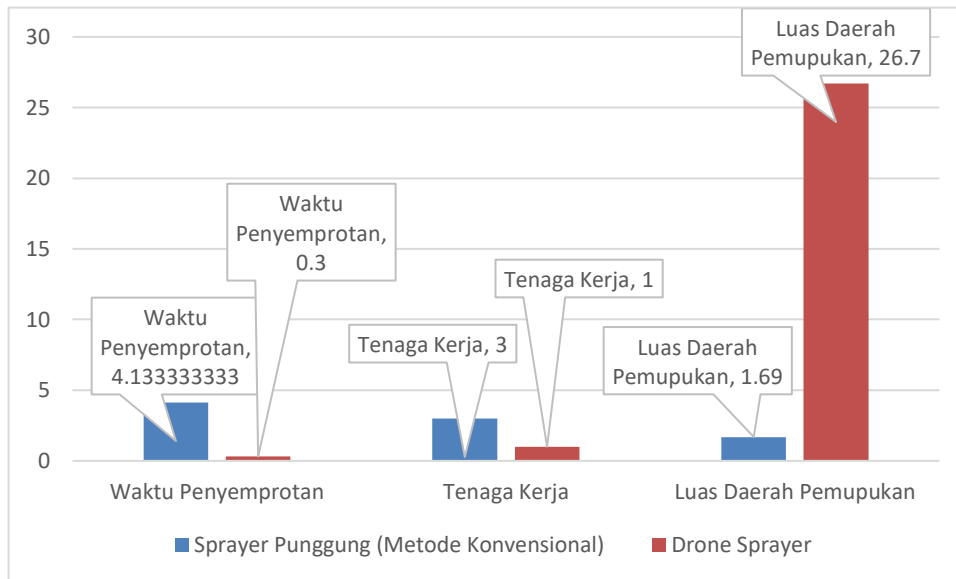 30
25
20
15
10
5
0
Waktu
Penyemprotan,
4.133333333
Waktu
Penyemprotan,
0.3
Tenaga Kerja, 3
Tenaga Kerja, 1
Luas Daerah
Pemupukan, 1.69
Luas Daerah
Pemupukan, 26.7
Waktu Penyemprotan
Tenaga Kerja
Luas Daerah Pemupukan
Sprayer Punggung (Metode Konvensional)
Drone Sprayer